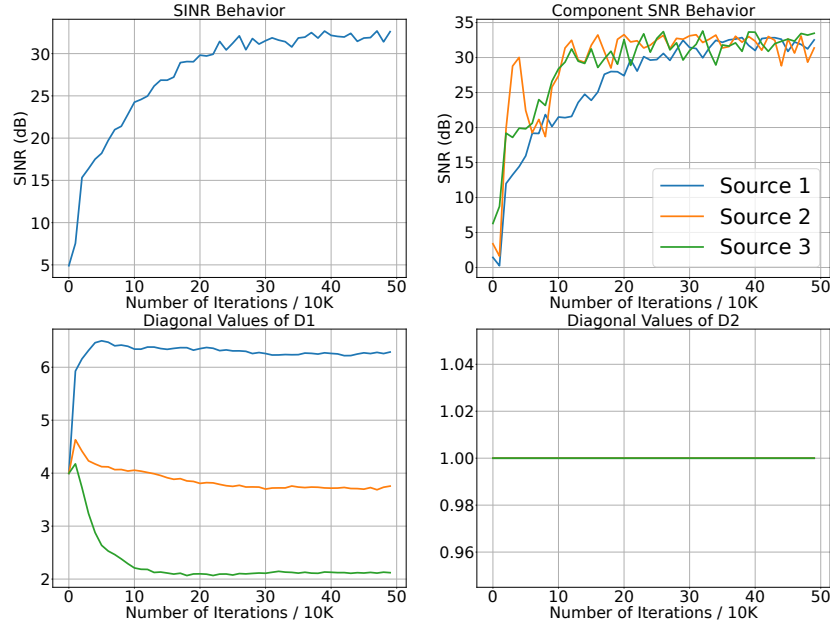 SINR Behavior
SINR (dB)
30
25
20
15
10
5
0 10 20 30 40 50
Number of Iterations / 10K
Component SNR Behavior
SNR (dB)
35
30
25
20
15
10
5
0
Source 1
Source 2
Source 3
0 10 20 30 40 50
Number of Iterations / 10K
Diagonal Values of D1
6
5
4
3
2
0 10 20 30 40 50
Number of Iterations / 10K
Diagonal Values of D2
1.04
1.02
1.00
0.98
0.96
0 10 20 30 40 50
Number of Iterations / 10K